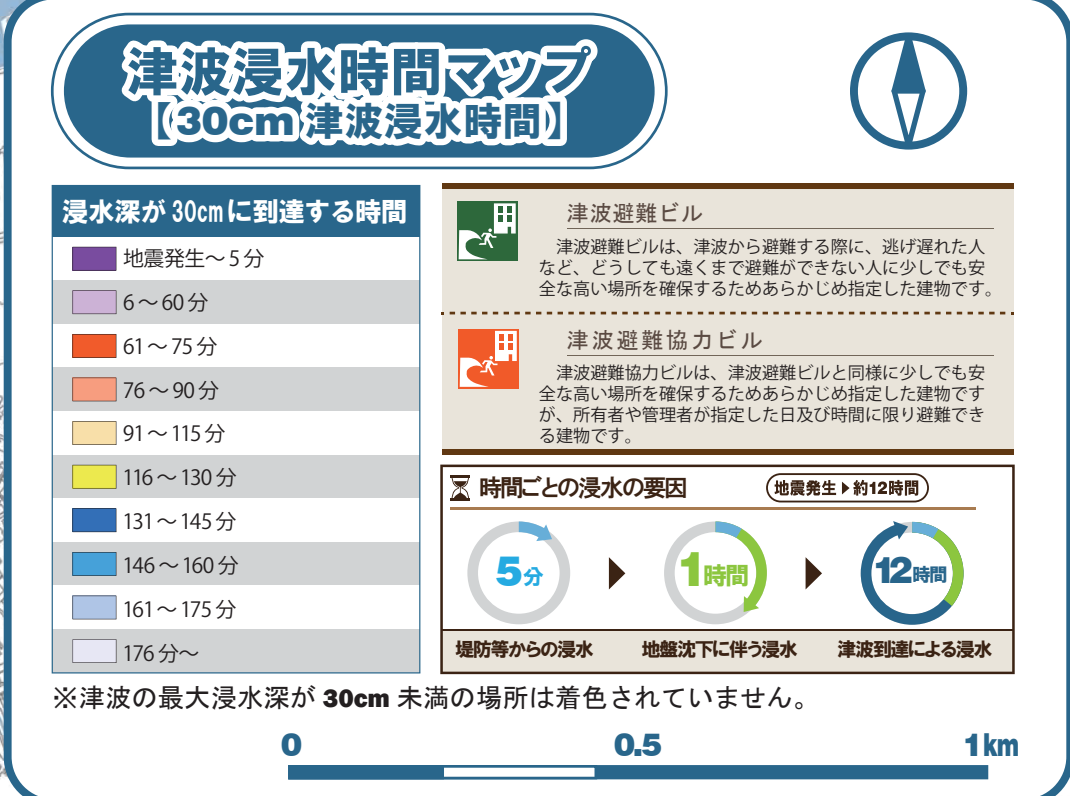 津波浸水時間マップ
【30cm 津波浸水時間】
浸水深が 30cmに到達する時間
地震発生～5分
6～60分
61～75分
76～90分
91～115分
116～130分
131～145分
146～160分
161～175分
176分～
津波避難ビル
津波避難ビルは、津波から避難する際に、逃げ遅れた人
など、どうしても遠くまで避難ができない人に少しでも安
全な高い場所を確保するためあらかじめ指定した建物です。
津波避難協力ビル
津波避難協力ビルは、津波避難ビルと同様に少しでも安
全な高い場所を確保するためあらかじめ指定した建物です
が、所有者や管理者が指定した日及び時間に限り避難でき
る建物です。
時間ごとの浸水の要因
地震発生▶約12時間
5分
1時間
12時間
堤防等からの浸水
地盤沈下に伴う浸水
津波到達による浸水
※津波の最大浸水深が 30cm 未満の場所は着色されていません。
0 0.5 1km